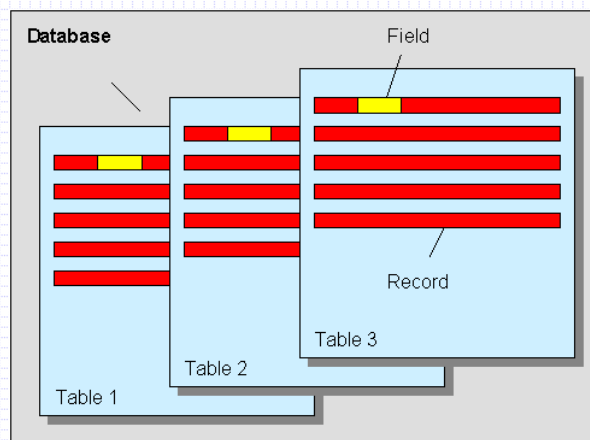 Database
Field
Record
Table 3
Table 2
Table 1